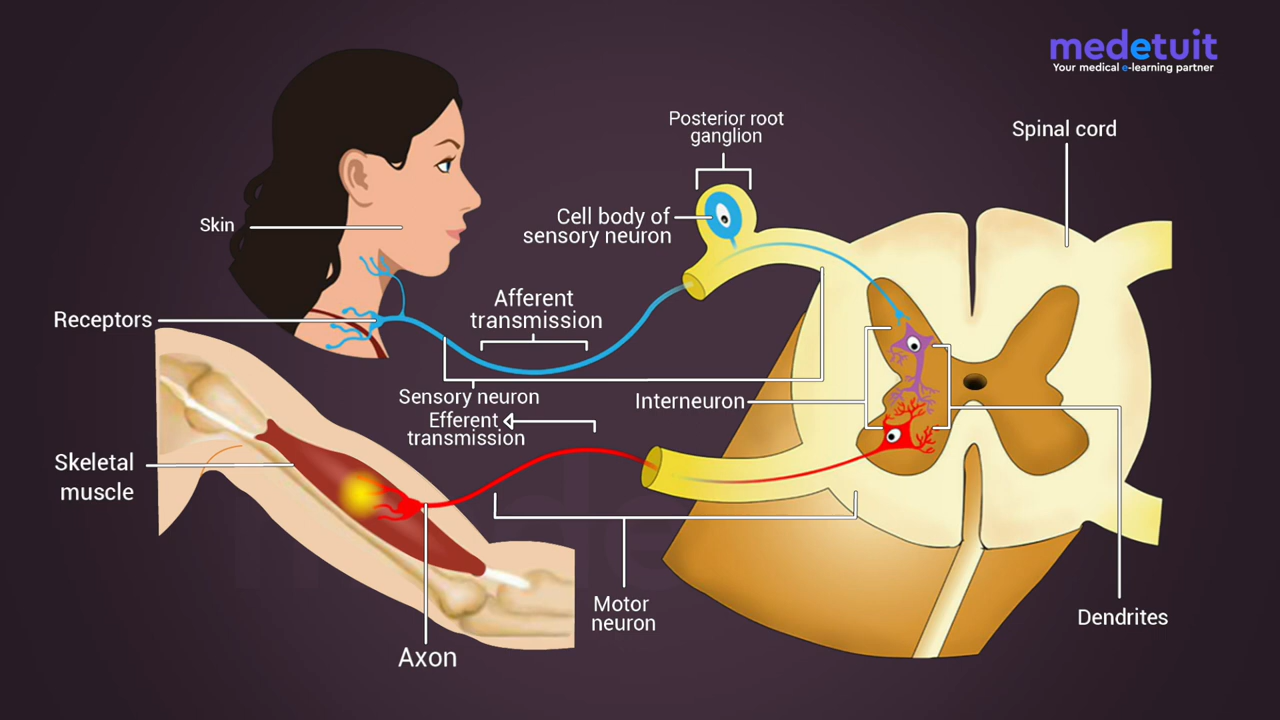 medetuit
Your medical e-learning partner
Posterior root
ganglion
Spinal cord
Skin
Cell body of
sensory neuron
Afferent
transmission
Receptors
Sensory neuron
Interneuron
Efferent
transmission
Skeletal
muscle
Motor
neuron
Dendrites
Axon